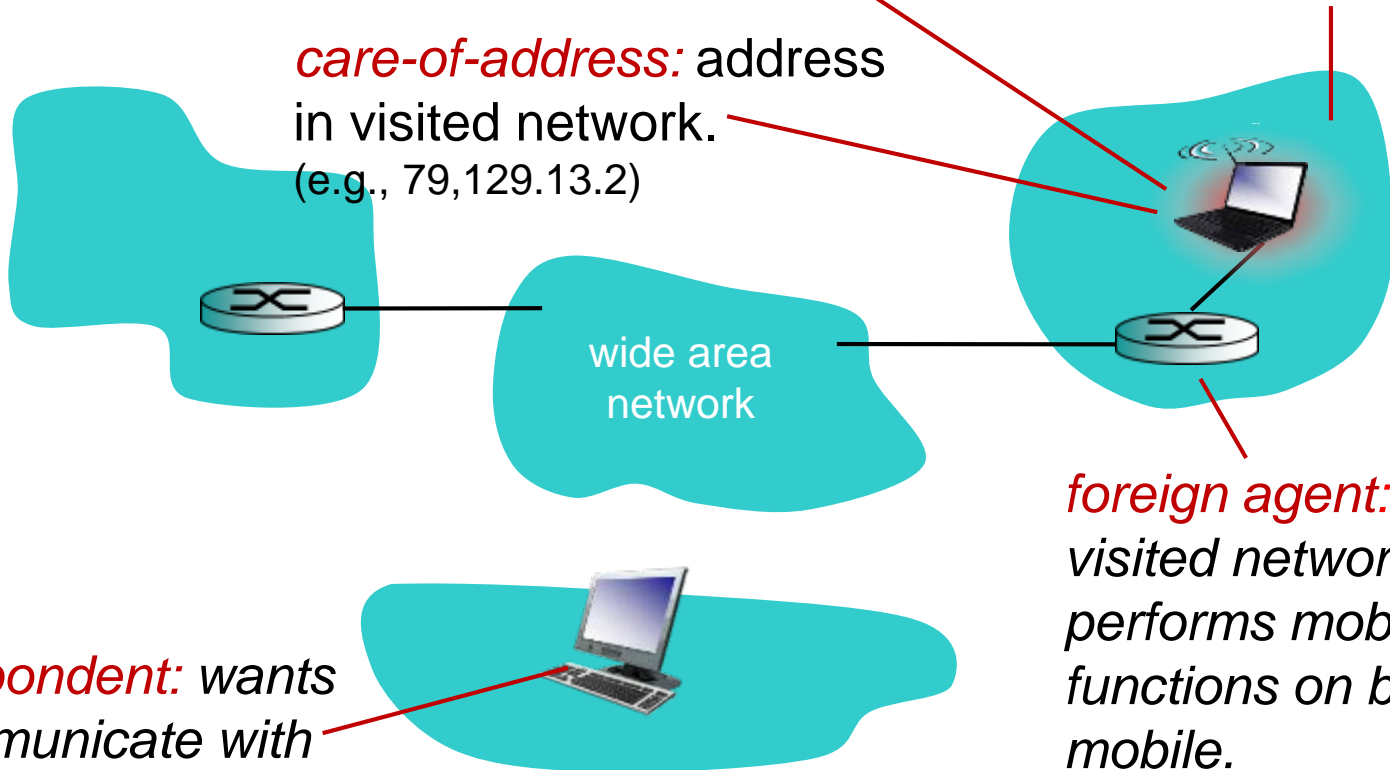 care-of-address: address
in visited network.
(e.g., 79,129.13.2)
wide area
network
foreign agent:
visited networ
performs mob
functions on b
mobile.
pondent: wants
municate with